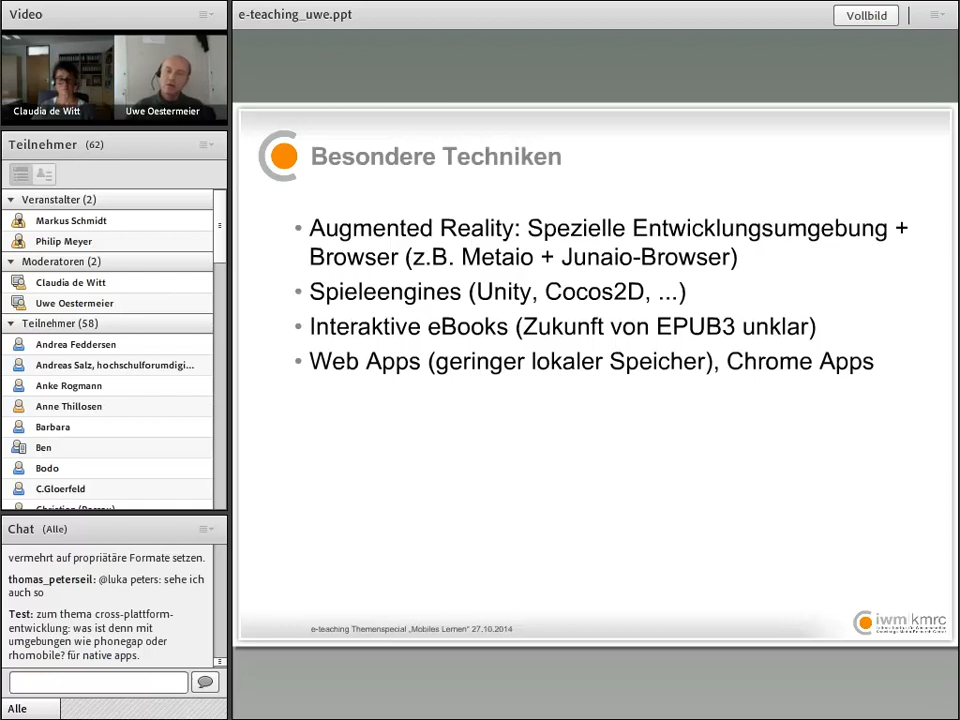 Video
Claudia de Witt
Uwe Oestermeier
Teilnehmer (62)
Veranstalter (2)
Markus Schmidt
Philip Meyer
Moderatoren (2)
Claudia de Witt
Uwe Oestermeier
Teilnehmer (58)
Andrea Feddersen
Andreas Salz, hochschulforumdigi...
Anke Rogmann
Anne Thillosen
Barbara
Ben
Bodo
C.Gloerfeld
Chat (Alle)
vermehrt auf propriätäre Formate setzen.
thomas_peterseil: @luka peters: sehe ich
auch so
Test: zum thema cross-plattform-
entwicklung: was ist denn mit
umgebungen wie phonegap oder
rhomobile? für native apps.
Alle
e-teaching_uwe.ppt
Vollbild
Besondere Techniken
• Augmented Reality: Spezielle Entwicklungsumgebung +
Browser (z.B. Metaio + Junaio-Browser)
• Spieleengines (Unity, Cocos2D, ...)
• Interaktive eBooks (Zukunft von EPUB3 unklar)
• Web Apps (geringer lokaler Speicher), Chrome Apps
e-teaching Themenspecial „Mobiles Lernen" 27.10.2014
iwm|kmrc